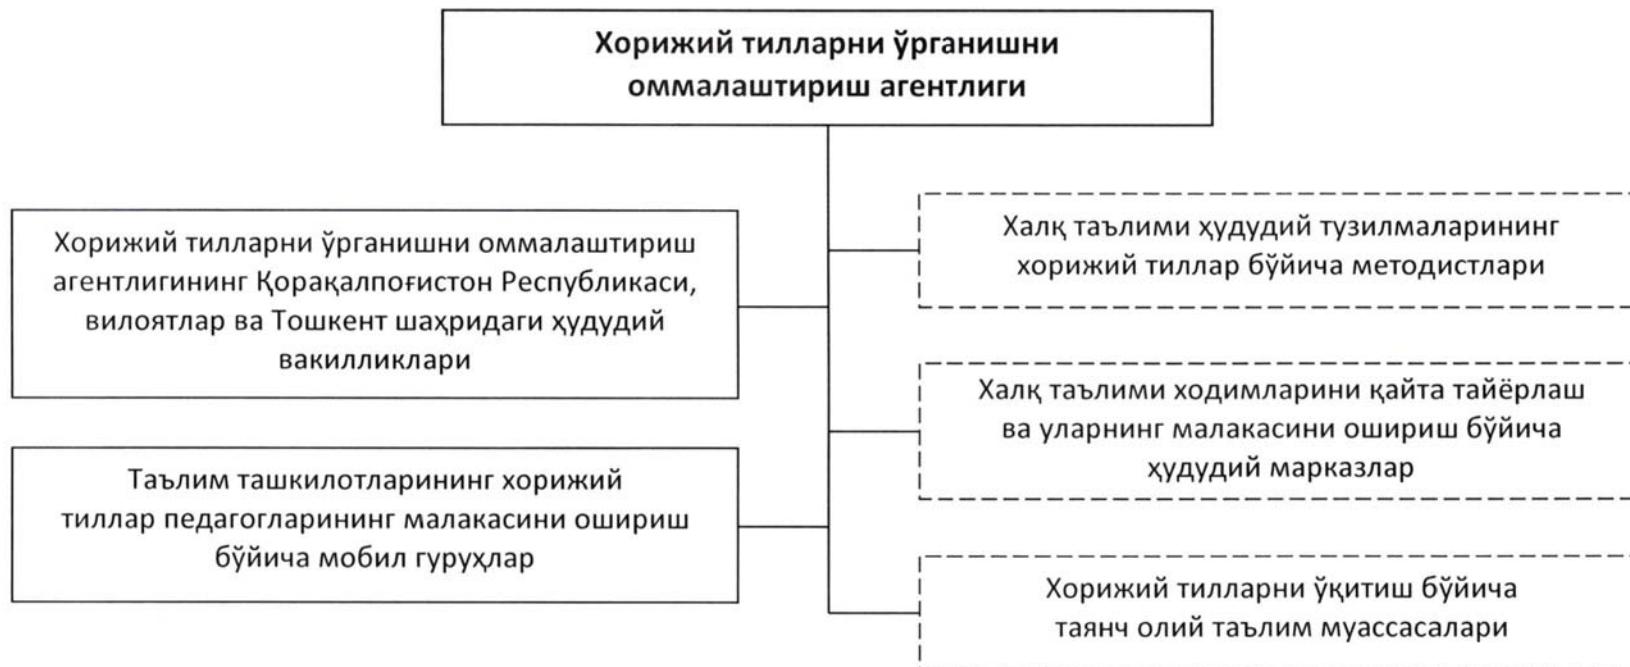 Хорижий тилларни ўрганишни
оммалаштириш агентлиги
Хорижий тилларни ўрганишни оммалаштириш
агентлигининг Қорақалпоғистон Республикаси,
вилоятлар ва Тошкент шаҳридаги ҳудудий
вакилликлари
Таълим ташкилотларининг хорижий
тиллар педагогларининг малакасини ошириш
бўйича мобил гуруҳлар
Халқ таълими ҳудудий тузилмаларининг
хорижий тиллар бўйича методистлари
Халқ таълими ходимларини қайта тайёрлаш
ва уларнинг малакасини ошириш бўйича
ҳудудий марказлар
Хорижий тилларни ўқитиш бўйича
таянч олий таълим муассасалари